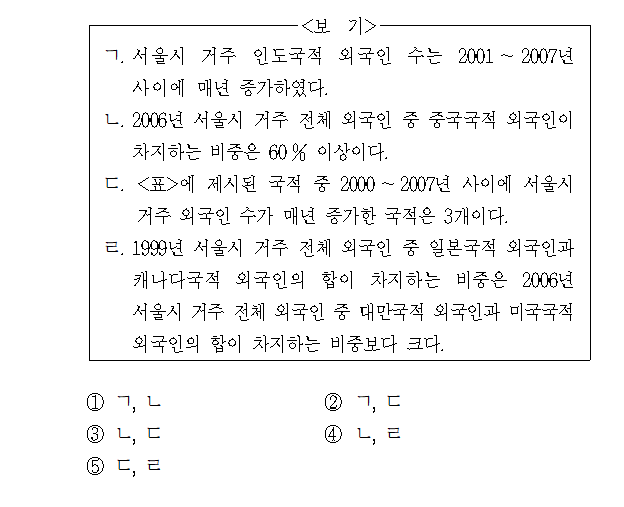 <보 기>
ㄱ. 서울시 거주 인도국적 외국인 수는 2001～2007년
사이에 매년 증가하였다.
ㄴ. 2006년 서울시 거주 전체 외국인 중 중국국적 외국인이
차지하는 비중은 60％ 이상이다.
ㄷ. <표>에 제시된 국적 중 2000～2007년 사이에 서울시
거주 외국인 수가 매년 증가한 국적은 3개이다.
ㄹ. 1999년 서울시 거주 전체 외국인 중 일본국적 외국인과
캐나다국적 외국인의 합이 차지하는 비중은 2006년
서울시 거주 전체 외국인 중 대만국적 외국인과 미국국적
외국인의 합이 차지하는 비중보다 크다.
① ㄱ, ㄴ ② ㄱ, ㄷ
③ ㄴ, ㄷ ④ ㄴ, ㄹ
⑤ ㄷ, ㄹ